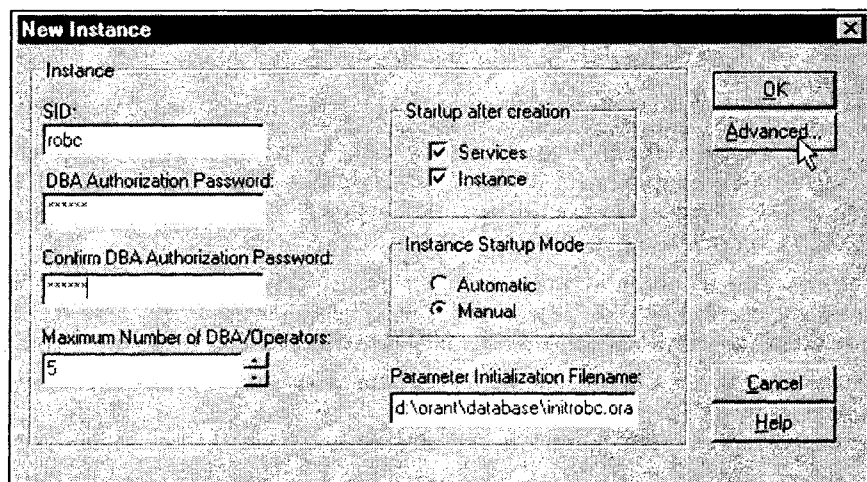 New Instance
Instance
SID:
robc
DBA Authorization Password:
******
Confirm DBA Authorization Password:
******
Maximum Number of DBA/Operators:
5
Startup after creation
Services
Instance
Instance Startup Mode
Automatic
Manual
Parameter Initialization Filename:
d:\orant\database\initrobc.ora
OK
Advanced...
Cancel
Help